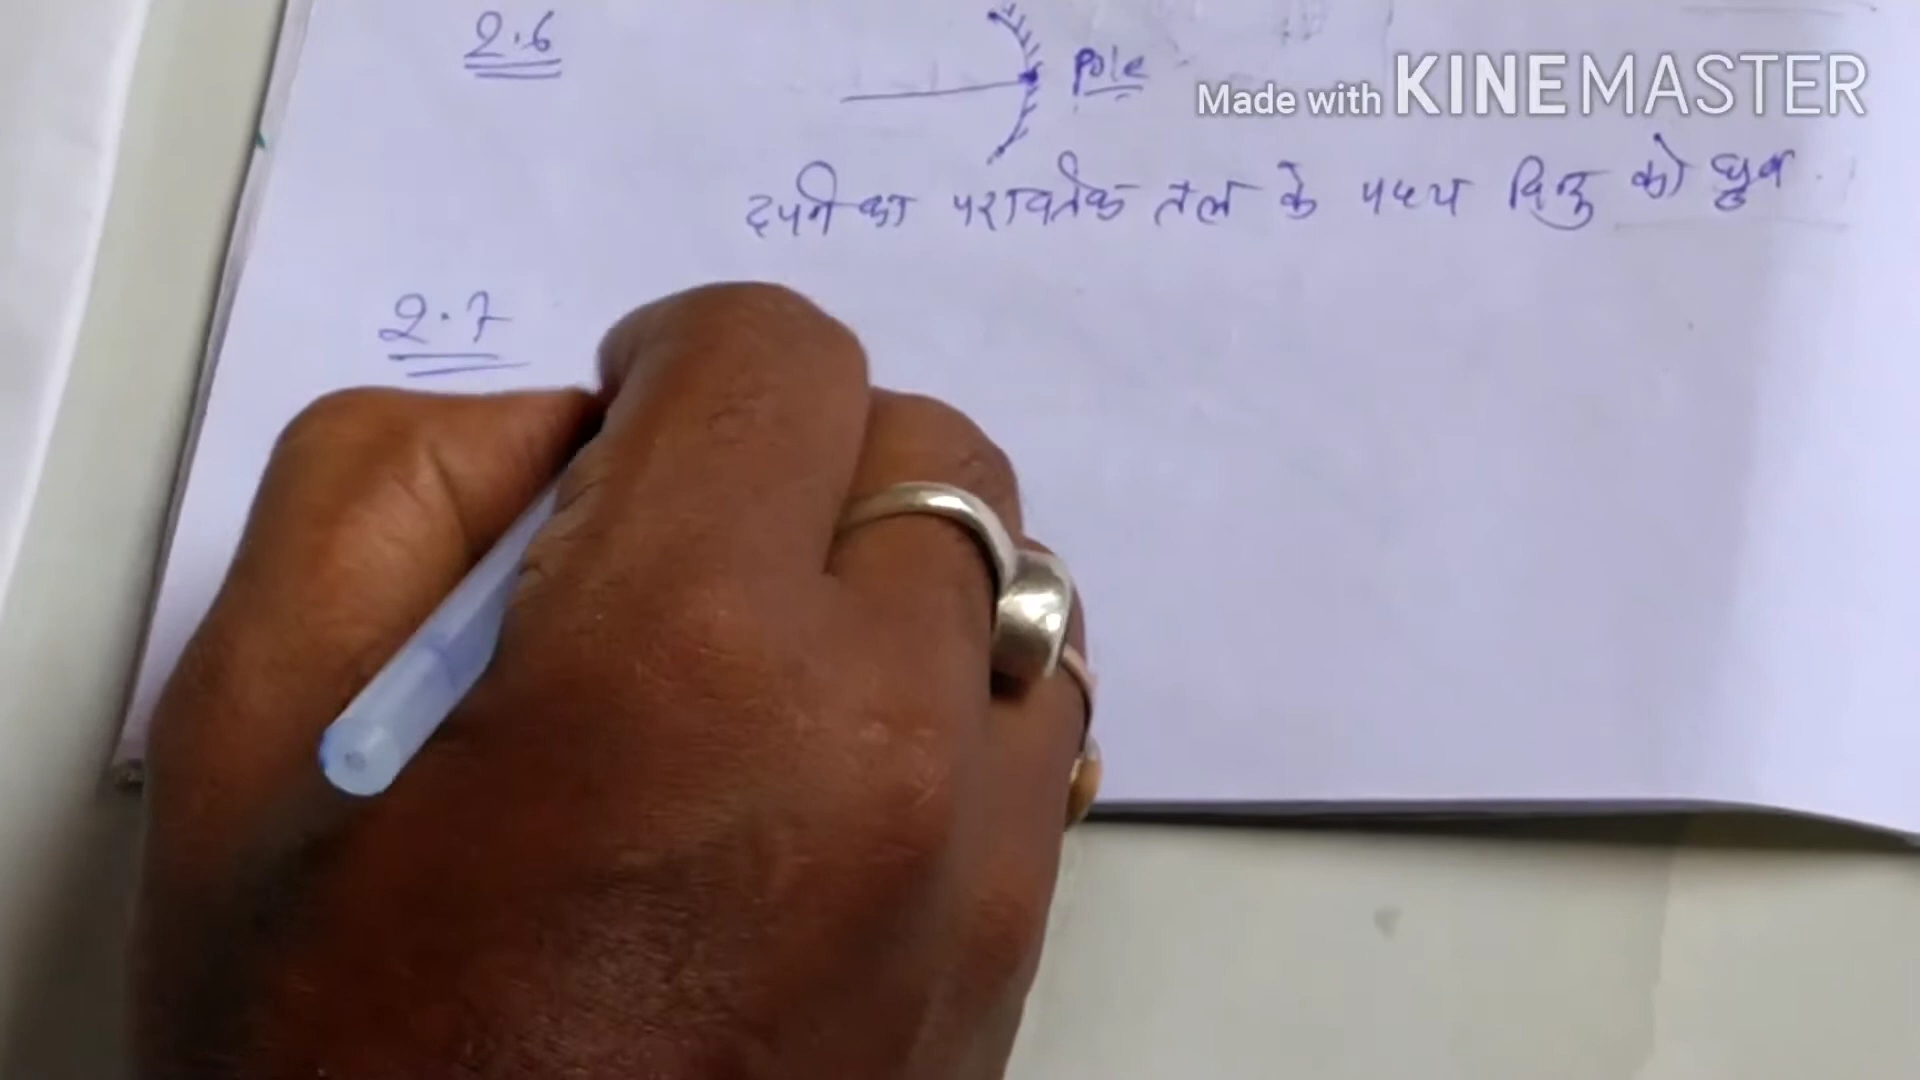 2.6
Pole
Made with KINEMASTER
दर्पण का परावर्तक तल के मध्य बिन्दु को ध्रुव
2.7